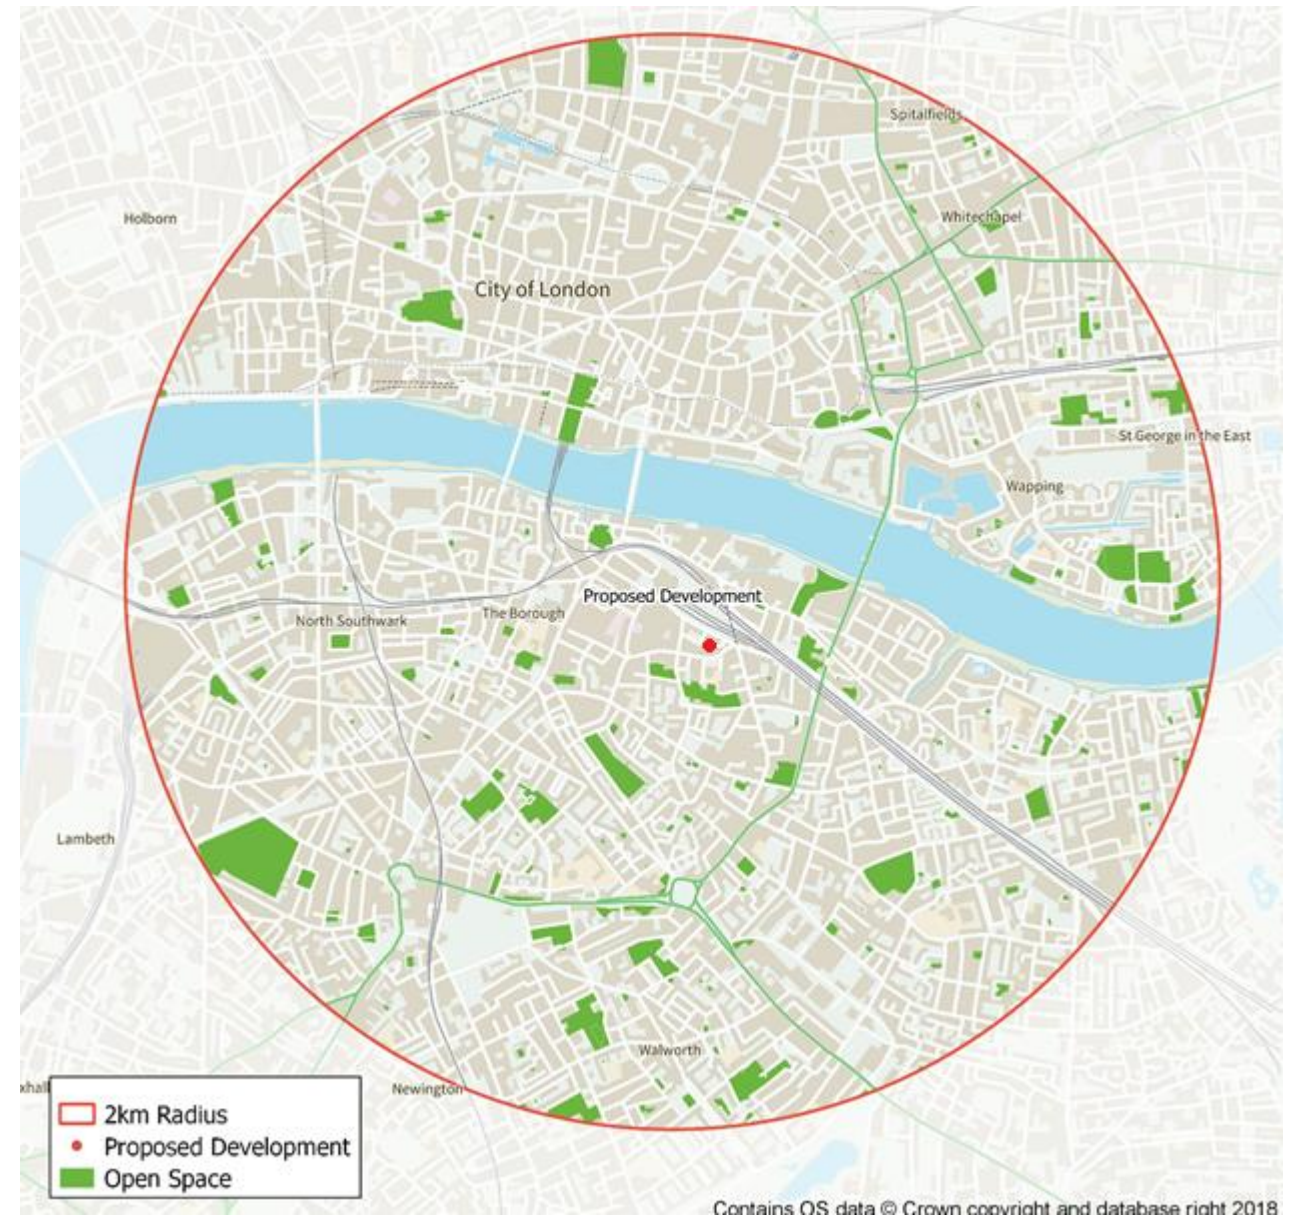 Spitalfields
Holborn
Whitechapel
City of London
St George in the East
Wapping
Proposed Development
The Borough
North Southwark
Lambeth
Walworth
xhall
Newington
2km Radius
Proposed Development
Open Space
Contains OS data © Crown copyright and database right 2018